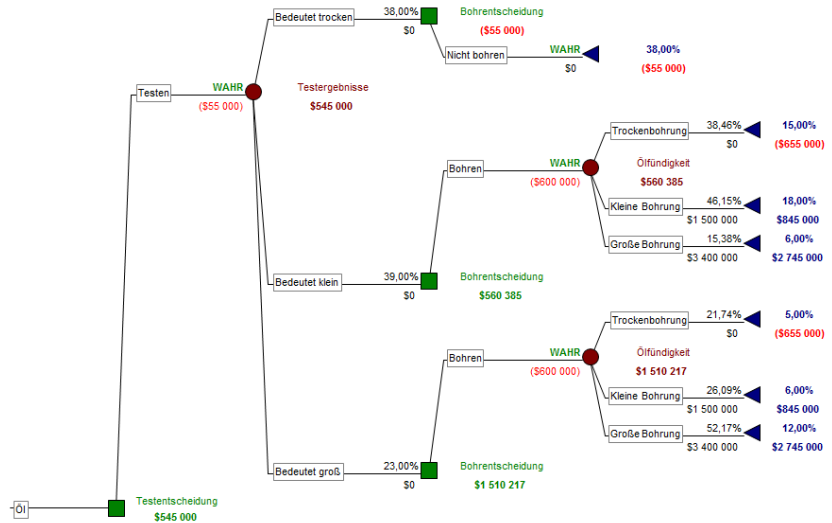 38,00%
Bohrentscheidung
Bedeutet trocken
$0
($55 000)
Nicht bohren
WAHR
38,00%
$0
($55 000)
Testen
WAHR
Testergebnisse
($55 000)
$545 000
Trockenbohrung
38,46%
15,00%
$0
($655 000)
Bohren
WAHR
Ölfündigkeit
($600 000)
$560 385
Kleine Bohrung
46,15%
18,00%
$1 500 000
$845 000
Große Bohrung
15,38%
6,00%
$3 400 000
$2 745 000
Bedeutet klein
39,00%
Bohrentscheidung
$0
$560 385
Trockenbohrung
21,74%
5,00%
$0
($655 000)
Bohren
WAHR
Ölfündigkeit
($600 000)
$1 510 217
Kleine Bohrung
26,09%
6,00%
$1 500 000
$845 000
Große Bohrung
52,17%
12,00%
$3 400 000
$2 745 000
Bedeutet groß
23,00%
Bohrentscheidung
$0
$1 510 217
Öl
Testentscheidung
$545 000